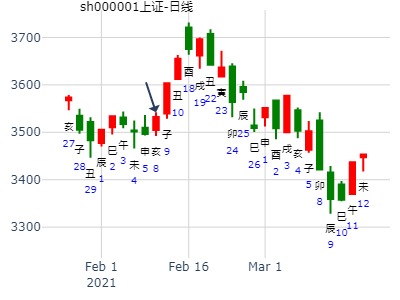 sh000001上证-日线
3700
3600
3500
3400
3300
亥
27
子
28
丑
29
辰
1
巳
2
午
3
未
4
申
5
亥
8
子
9
丑
10
酉
18
戌
19
丑
22
寅
23
卯
24
辰
25
巳
26
申
1
酉
2
戌
3
亥
4
子
5
卯
8
辰
9
巳
10
午
11
未
12
Feb 1
2021
Feb 16
Mar 1